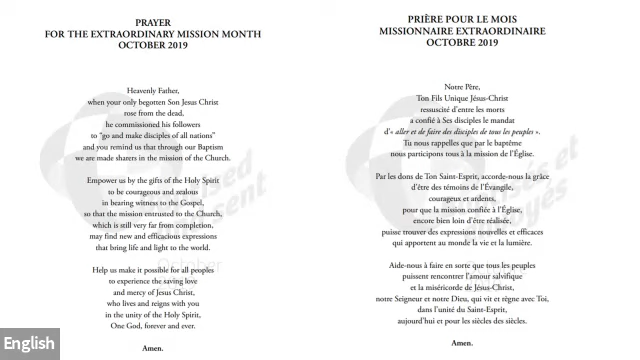 PRAYER
FOR THE EXTRAORDINARY MISSION MONTH
OCTOBER 2019
Heavenly Father,
when your only begotten Son Jesus Christ
rose from the dead,
he commissioned his followers
to “go and make disciples of all nations”
and you remind us that through our Baptism
we are made sharers in the mission of the Church.
Empower us by the gifts of the Holy Spirit
to be courageous and zealous
in bearing witness to the Gospel,
so that the mission entrusted to the Church,
which is still very far from completion,
may find new and efficacious expressions
that bring life and light to the world.
Help us make it possible for all peoples
to experience the saving love
and mercy of Jesus Christ,
who lives and reigns with you
in the unity of the Holy Spirit,
One God, forever and ever.
Amen.
English
PRIÈRE POUR LE MOIS
MISSIONNAIRE EXTRAORDINAIRE
OCTOBRE 2019
Notre Père,
Ton Fils Unique Jésus-Christ
ressuscité d’entre les morts
a confié à Ses disciples le mandat
d’« aller et de faire des disciples de tous les peuples ».
Tu nous rappelles que par le baptême
nous participons tous à la mission de l’Église.
Par les dons de Ton Saint-Esprit, accorde-nous la grâce
d’être des témoins de l’Évangile,
courageux et ardents,
pour que la mission confiée à l’Église,
encore bien loin d’être réalisée,
puisse trouver des expressions nouvelles et efficaces
qui apportent au monde la vie et la lumière.
Aide-nous à faire en sorte que tous les peuples
puissent rencontrer l’amour salvifique
et la miséricorde de Jésus-Christ,
notre Seigneur et notre Dieu, qui vit et règne avec Toi,
dans l’unité du Saint-Esprit,
aujourd’hui et pour les siècles des siècles.
Amen.